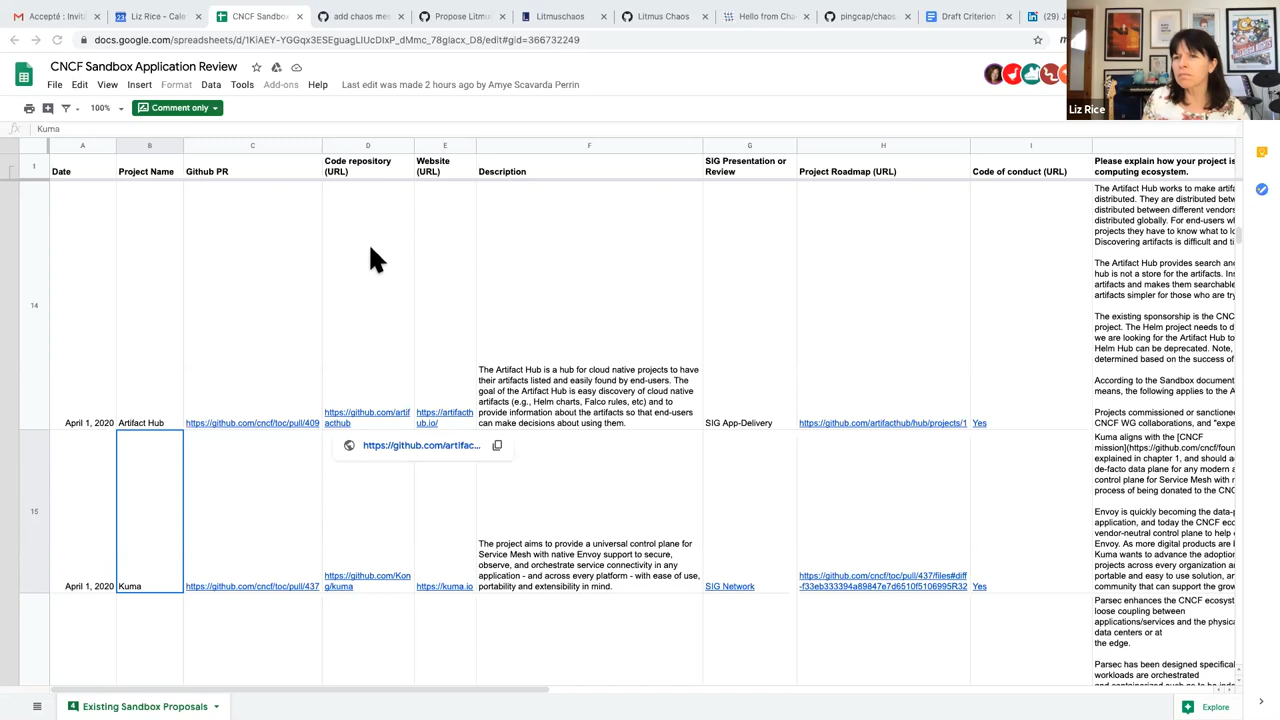 Accepté : Invita
Liz Rice - Cale
CNCF Sandbox
add chaos mes
Propose Litmu
Litmuschaos
Litmus Chaos
Hello from Cha
pingcap/chaos
Draft Criterion
(29) J
docs.google.com/spreadsheets/d/1KiAEY-YGGqx3ESEguagLIUcDIxP_dMmc_78glacx_D8/edit#gid=366732249
CNCF Sandbox Application Review
File Edit View Insert Format Data Tools Add-ons Help Last edit was made 2 hours ago by Amye Scavarda Perrin
100% Comment only
Liz Rice
Kuma
A B C D E F G H I
1
Date
Project Name
Github PR
Code repository
(URL)
Website
(URL)
Description
SIG Presentation or
Review
Project Roadmap (URL)
Code of conduct (URL)
Please explain how your project is
computing ecosystem.
14
April 1, 2020
Artifact Hub
https://github.com/cncf/toc/pull/409
https://github.com/artif
acthub
https://artifacth
ub.io/
The Artifact Hub is a hub for cloud native projects to have
their artifacts listed and easily found by end-users. The
goal of the Artifact Hub is easy discovery of cloud native
artifacts (e.g., Helm charts, Falco rules, etc) and to
provide information about the artifacts so that end-users
can make decisions about using them.
SIG App-Delivery
https://github.com/artifacthub/hub/projects/1
Yes
The Artifact Hub works to make artifa
distributed. They are distributed betw
distributed between different vendors
distributed globally. For end-users wh
projects they have to know what to lo
Discovering artifacts is difficult and ti
The Artifact Hub provides search and
hub is not a store for the artifacts. Ins
artifacts and makes them searchable
artifacts simpler for those who are try
The existing sponsorship is the CNC
project. The Helm project needs to d
we are looking for the Artifact Hub to
Helm Hub can be deprecated. Note,
determined based on the success of
According to the Sandbox document
means, the following applies to the A
Projects commissioned or sanctioned
CNCF WG collaborations, and "expe
https://github.com/artifac...
15
April 1, 2020
Kuma
https://github.com/cncf/toc/pull/437
https://github.com/Kon
g/kuma
https://kuma.io
The project aims to provide a universal control plane for
Service Mesh with native Envoy support to secure,
observe, and orchestrate service connectivity in any
application - and across every platform - with ease of use,
portability and extensibility in mind.
SIG Network
https://github.com/cncf/toc/pull/437/files#diff
-f33eb333394a89847e7d6510f5106995R32
Yes
Kuma aligns with the [CNCF
mission](https://github.com/cncf/foun
explained in chapter 1, and should a
de-facto data plane for any modern a
control plane for Service Mesh with n
process of being donated to the CNC
Envoy is quickly becoming the data-p
application, and today the CNCF eco
vendor-neutral control plane to help
Envoy. As more digital products are b
Kuma wants to advance the adoption
projects across every organization a
portable and easy to use solution, an
community that can support the grow
Parsec enhances the CNCF ecosyst
loose coupling between
applications/services and the physica
data centers or at
the edge.
Parsec has been designed specifical
workloads are orchestrated
4 Existing Sandbox Proposals
Explore